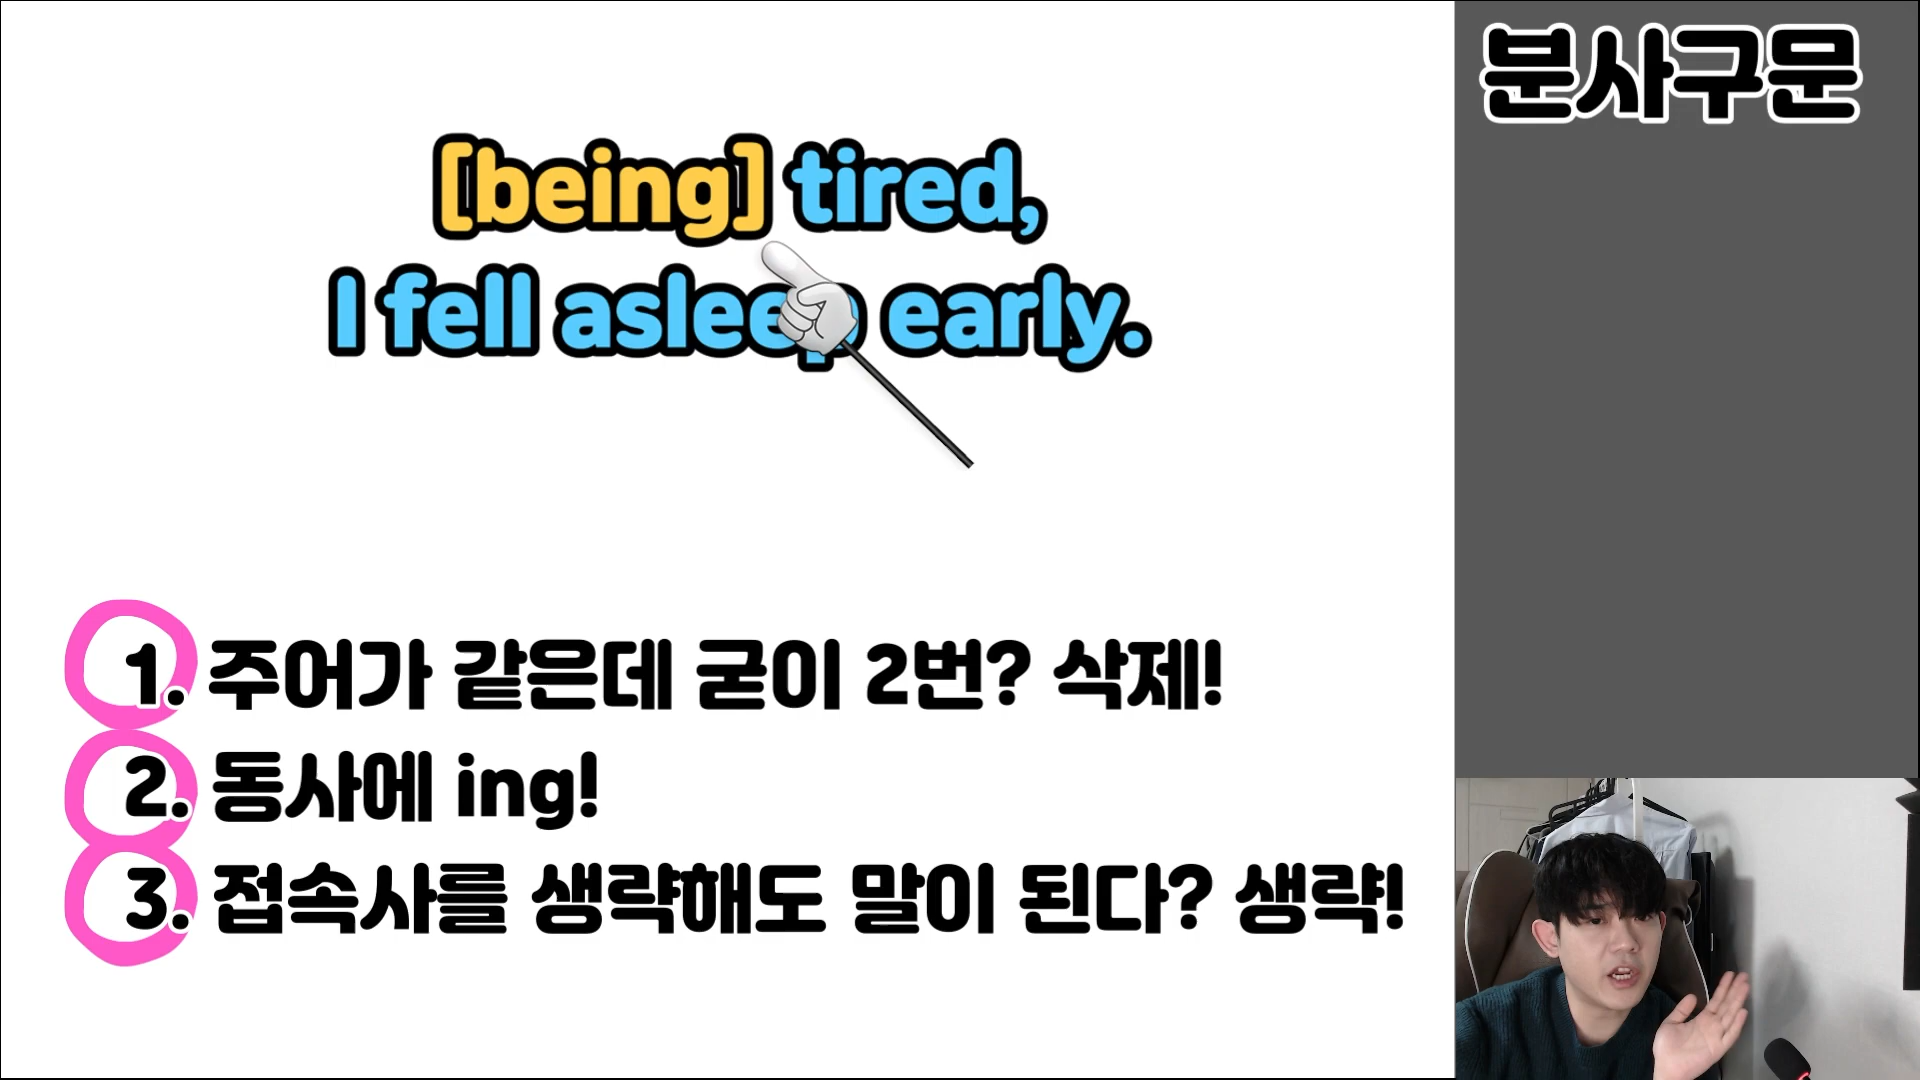 분사구문
[being] tired,
I fell asleep early.
1. 주어가 같은데 굳이 2번? 삭제!
2. 동사에 ing!
3. 접속사를 생략해도 말이 된다? 생략!